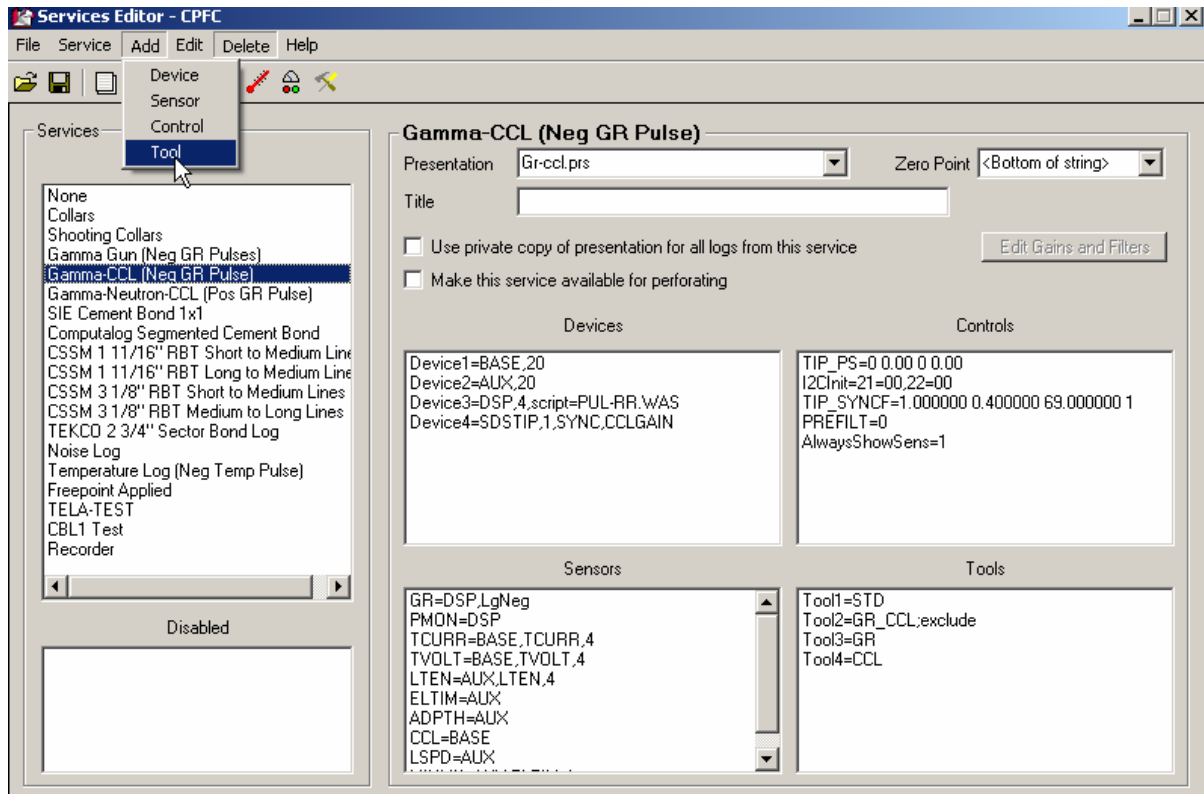 Services Editor - CPFC
File Service Add Edit Delete Help
Device
Sensor
Control
Tool
Services
None
Collars
Shooting Collars
Gamma Gun (Neg GR Pulses)
Gamma-CCL (Neg GR Pulse)
Gamma-Neutron-CCL (Pos GR Pulse)
SIE Cement Bond 1x1
Computalog Segmented Cement Bond
CSSM 1 11/16" RBT Short to Medium Line
CSSM 1 11/16" RBT Long to Medium Line
CSSM 3 1/8" RBT Short to Medium Lines
CSSM 3 1/8" RBT Medium to Long Lines
TEKCO 2 3/4" Sector Bond Log
Noise Log
Temperature Log (Neg Temp Pulse)
Freepoint Applied
TELA-TEST
CBL1 Test
Recorder
Disabled
Gamma-CCL (Neg GR Pulse)
Presentation Gr-ccl.prs Zero Point <Bottom of string>
Title
Use private copy of presentation for all logs from this service
Edit Gains and Filters
Make this service available for perforating
Devices
Device1=BASE,20
Device2=AUX,20
Device3=DSP,4,script=PUL-RR.WAS
Device4=SDSTIP,1,SYNC,CCLGAIN
Controls
TIP_PS=0 0.00 0 0.00
I2CInit=21=00,22=00
TIP_SYNCF=1.000000 0.400000 69.000000 1
PREFILT=0
AlwaysShowSens=1
Sensors
GR=DSP,LgNeg
PMON=DSP
TCURR=BASE,TCURR,4
TVOLT=BASE,TVOLT,4
LTEN=AUX,LTEN,4
ELTIM=AUX
ADPTH=AUX
CCL=BASE
LSPD=AUX
Tools
Tool1=STD
Tool2=GR_CCL;exclude
Tool3=GR
Tool4=CCL